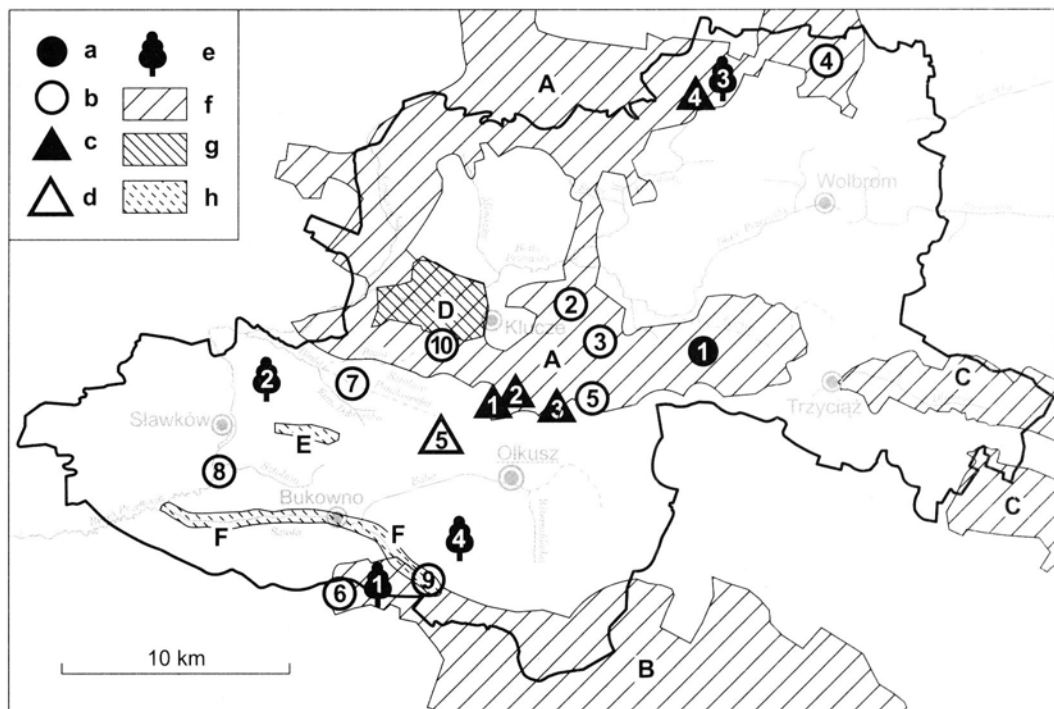 a e
b f
c g
d h
A
3
4
4
Wolbrom
D
2
Klucze
10
3
1
A
C
7
2
1
2
3
5
Trzyciąż
Sławków
5
E
Olkusz
8
Bukowno
C
F
F
4
6
1
9
10 km
B